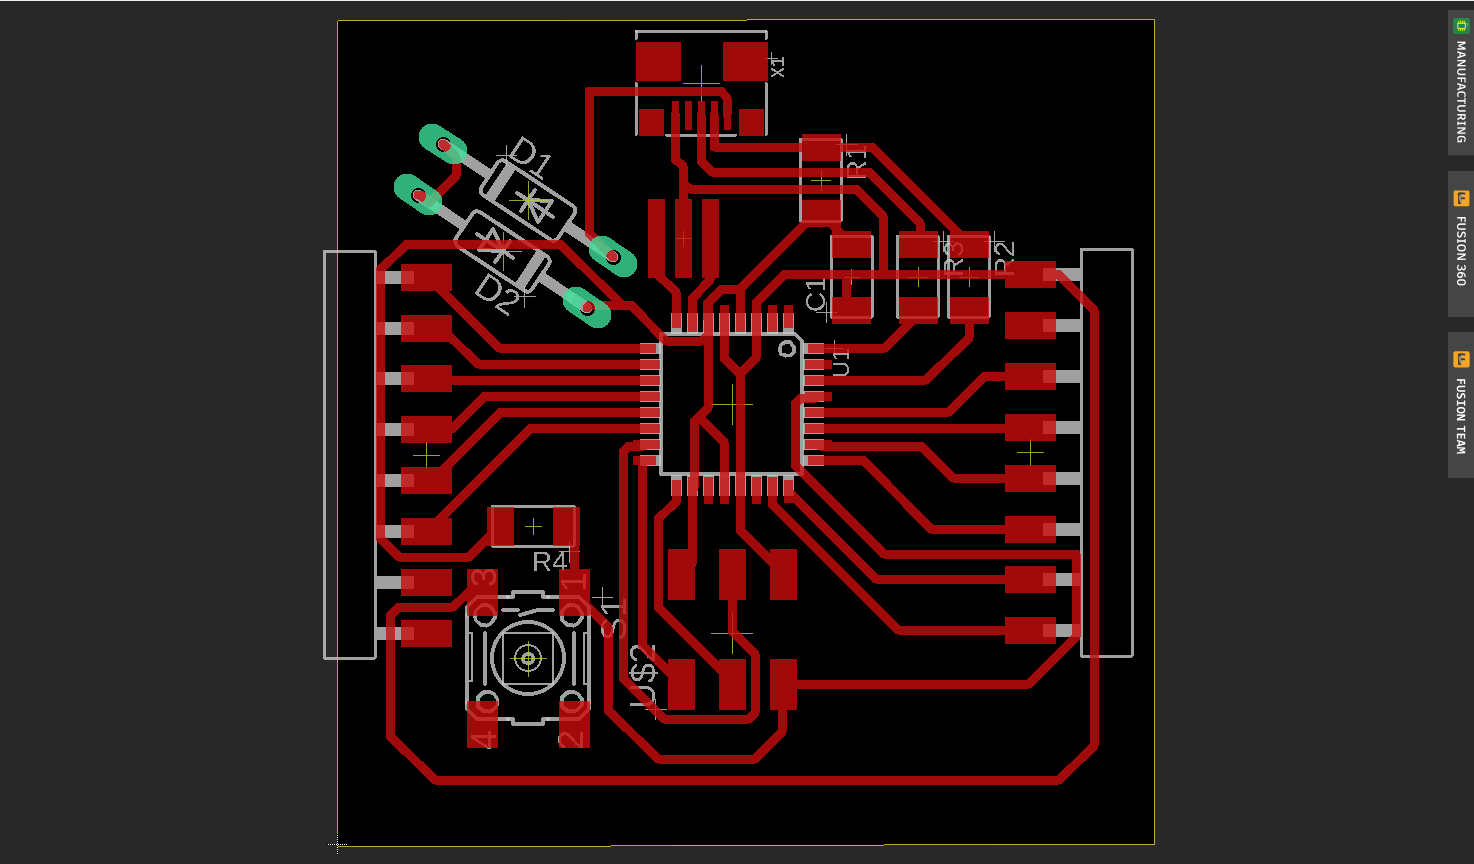 MANUFACTURING
FUSION 360
FUSION TEAM
X1
D1
R1
D2
R3
R2
C1
U1
R4
3
1
S1
U$2
4
2